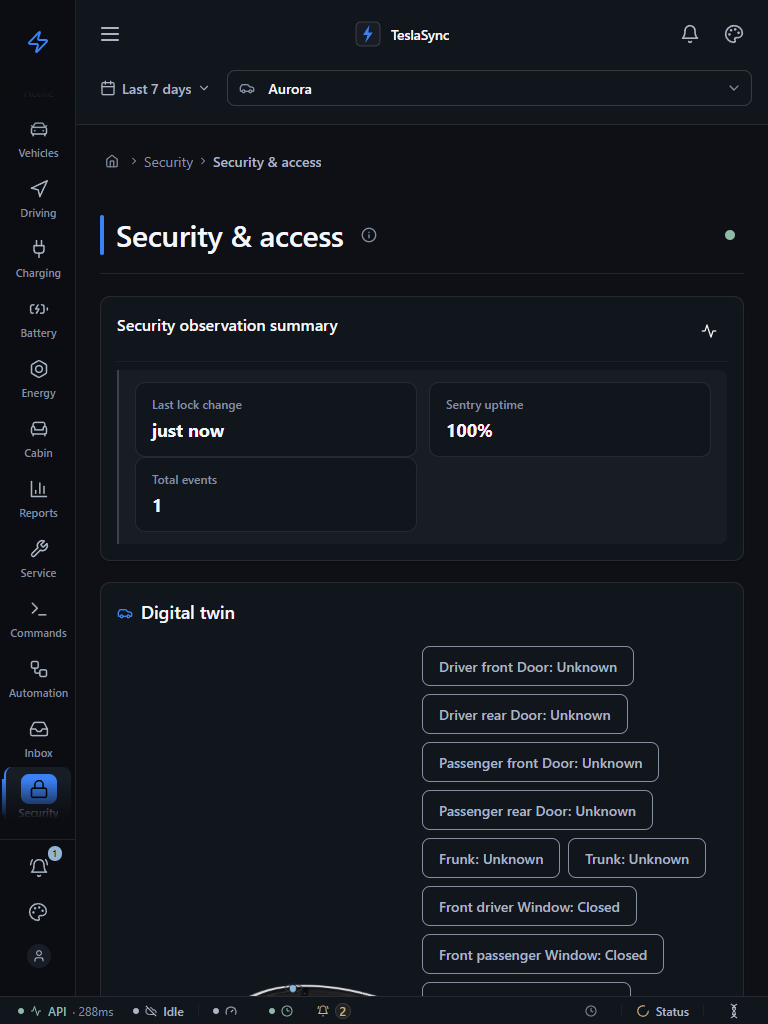 TeslaSync
Last 7 days
Aurora
Security
Security & access
Security & access
Vehicles
Driving
Charging
Battery
Energy
Cabin
Reports
Service
Commands
Automation
Inbox
Security
1
Security observation summary
Last lock change
just now
Sentry uptime
100%
Total events
1
Digital twin
Driver front Door: Unknown
Driver rear Door: Unknown
Passenger front Door: Unknown
Passenger rear Door: Unknown
Frunk: Unknown
Trunk: Unknown
Front driver Window: Closed
Front passenger Window: Closed
API · 288ms
Idle
2
Status